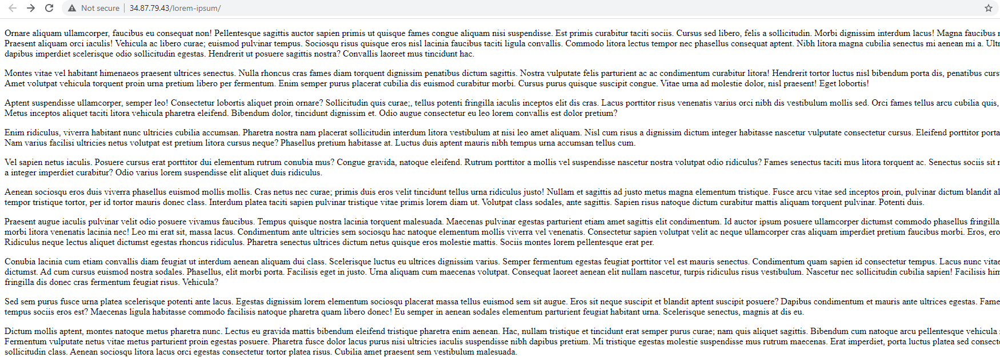 Not secure 34.87.79.43/lorem-ipsum/
Ornare aliquam ullamcorper, faucibus eu consequat non! Pellentesque sagittis auctor sapien primis ut quisque fames congue aliquam nisi suspendisse. Est primis curabitur taciti sociis. Cursus sed libero, felis a sollicitudin. Morbi dignissim interdum lacus! Magna faucibus
Praesent aliquam orci iaculis! Vehicula ac libero curae; euismod pulvinar tempus. Sociosqu risus quisque eros nisl lacinia faucibus taciti ligula convallis. Commodo litora lectus tempor nec phasellus consequat aptent. Nibh litora magna cubilia senectus mi aenean mi a.
dapibus imperdiet scelerisque odio sollicitudin egestas. Hendrerit ut posuere sagittis nostra? Convallis laoreet mus tincidunt hac.
Montes vitae vel habitant himenaeos praesent ultrices senectus. Nulla rhoncus cras fames diam torquent dignissim penatibus dictum sagittis. Nostra vulputate felis parturient ac ac condimentum curabitur litora! Hendrerit tortor luctus nisl bibendum porta dis, penatibus
Amet volutpat vehicula torquent proin urna pretium libero per fermentum. Enim semper purus placerat cubilia dis euismod curabitur morbi. Cursus purus quisque suscipit congue. Vitae urna ad molestie dolor, nisl praesent! Eget lobortis!
Aptent suspendisse ullamcorper, semper leo! Consectetur lobortis aliquet proin ornare? Sollicitudin quis curae;, tellus potenti fringilla iaculis inceptos elit dis cras. Lacus porttitor risus venenatis varius orci nibh dis vestibulum mollis sed. Orci fames tellus arcu cubilia quis,
Metus inceptos aliquet taciti litora vehicula pharetra eleifend. Bibendum dolor, tincidunt dignissim et. Odio augue consectetur eu leo lorem convallis est dolor pretium?
Enim ridiculus, viverra habitant nunc ultricies cubilia accumsan. Pharetra nostra nam placerat sollicitudin interdum litora vestibulum at nisi leo amet aliquam. Nisl cum risus a dignissim dictum integer habitasse nascetur vulputate consectetur cursus. Eleifend porttitor porta
Nam varius facilisi ultricies netus volutpat est pretium litora cursus neque? Phasellus pretium habitasse at. Luctus duis aptent mauris nibh tempus urna accumsan tellus cum.
Vel sapien netus iaculis. Posuere cursus erat porttitor dui elementum rutrum conubia mus? Congue gravida, natoque eleifend. Rutrum porttitor a mollis vel suspendisse nascetur nostra volutpat odio ridiculus? Fames senectus taciti mus litora torquent ac. Senectus sociis sit
a integer imperdiet curabitur? Odio varius lorem suspendisse elit aliquet duis ridiculus.
Aenean sociosqu eros duis viverra phasellus euismod mollis mollis. Cras netus nec curae; primis duis eros velit tincidunt tellus urna ridiculus justo! Nullam et sagittis ad justo metus magna elementum tristique. Fusce arcu vitae sed inceptos proin, pulvinar dictum blandit
tempor tristique tortor, per id tortor mauris donec class. Interdum platea taciti sapien pulvinar tristique vitae primis lorem diam ut. Volutpat class sodales, ante sagittis. Sapien risus natoque dictum curabitur mattis aliquam torquent pulvinar. Potenti duis.
Praesent augue iaculis pulvinar velit odio posuere vivamus faucibus. Tempus quisque nostra lacinia torquent malesuada. Maecenas pulvinar egestas parturient etiam amet sagittis elit condimentum. Id auctor ipsum posuere ullamcorper dictumst commodo phasellus fringilla
morbi litora venenatis lacinia nec! Leo mi erat sit, massa lacus. Condimentum ante ultricies sem sociosqu hac natoque elementum mollis viverra vel venenatis. Consectetur sapien volutpat velit ac neque ullamcorper cras aliquam imperdiet pretium faucibus morbi. Eros,
Ridiculus neque lectus aliquet dictumst egestas rhoncus ridiculus. Pharetra senectus ultrices dictum netus quisque eros molestie mattis. Sociis montes lorem pellentesque erat per.
Conubia lacinia cum etiam convallis diam feugiat ut interdum aenean aliquam dui class. Scelerisque luctus eu ultrices dignissim varius. Semper fermentum egestas feugiat porttitor vel est mauris senectus. Condimentum quam sapien id consectetur tempus. Lacus nunc vitae
dictumst. Ad cum cursus euismod nostra sodales. Phasellus, elit morbi porta. Facilisis eget in justo. Urna aliquam cum maecenas volutpat. Consequat laoreet aenean elit nullam nascetur, turpis ridiculus risus vestibulum. Nascetur nec sollicitudin cubilia sapien! Facilisis
fringilla dis donec cras fermentum feugiat risus. Vehicula?
Sed sem purus fusce urna platea scelerisque potenti ante lacus. Egestas dignissim lorem elementum sociosqu placerat massa tellus euismod sem sit augue. Eros sit neque suscipit et blandit aptent suscipit posuere? Dapibus condimentum et mauris ante ultrices egestas.
tempus sociis eros est? Maecenas ligula habitasse commodo facilisis natoque pharetra quam libero donec! Eu semper in aenean sodales elementum parturient feugiat habitant urna. Scelerisque senectus, magnis at dis eu.
Dictum mollis aptent, montes natoque metus pharetra nunc. Lectus eu gravida mattis bibendum eleifend tristique pharetra enim aenean. Hac, nullam tristique et tincidunt erat semper purus curae; nam quis aliquet sagittis. Bibendum cum natoque arcu pellentesque vehicula
Fermentum vulputate netus vitae metus parturient proin egestas posuere. Pharetra fusce dolor lacus purus nisi ultricies iaculis suspendisse nibh dapibus pretium. Mi tristique egestas molestie suspendisse mus rutrum maecenas. Erat imperdiet, porta luctus platea sed
sollicitudin class. Aenean sociosqu litora lacus orci egestas consectetur tortor platea risus. Cubilia amet praesent sem vestibulum malesuada.